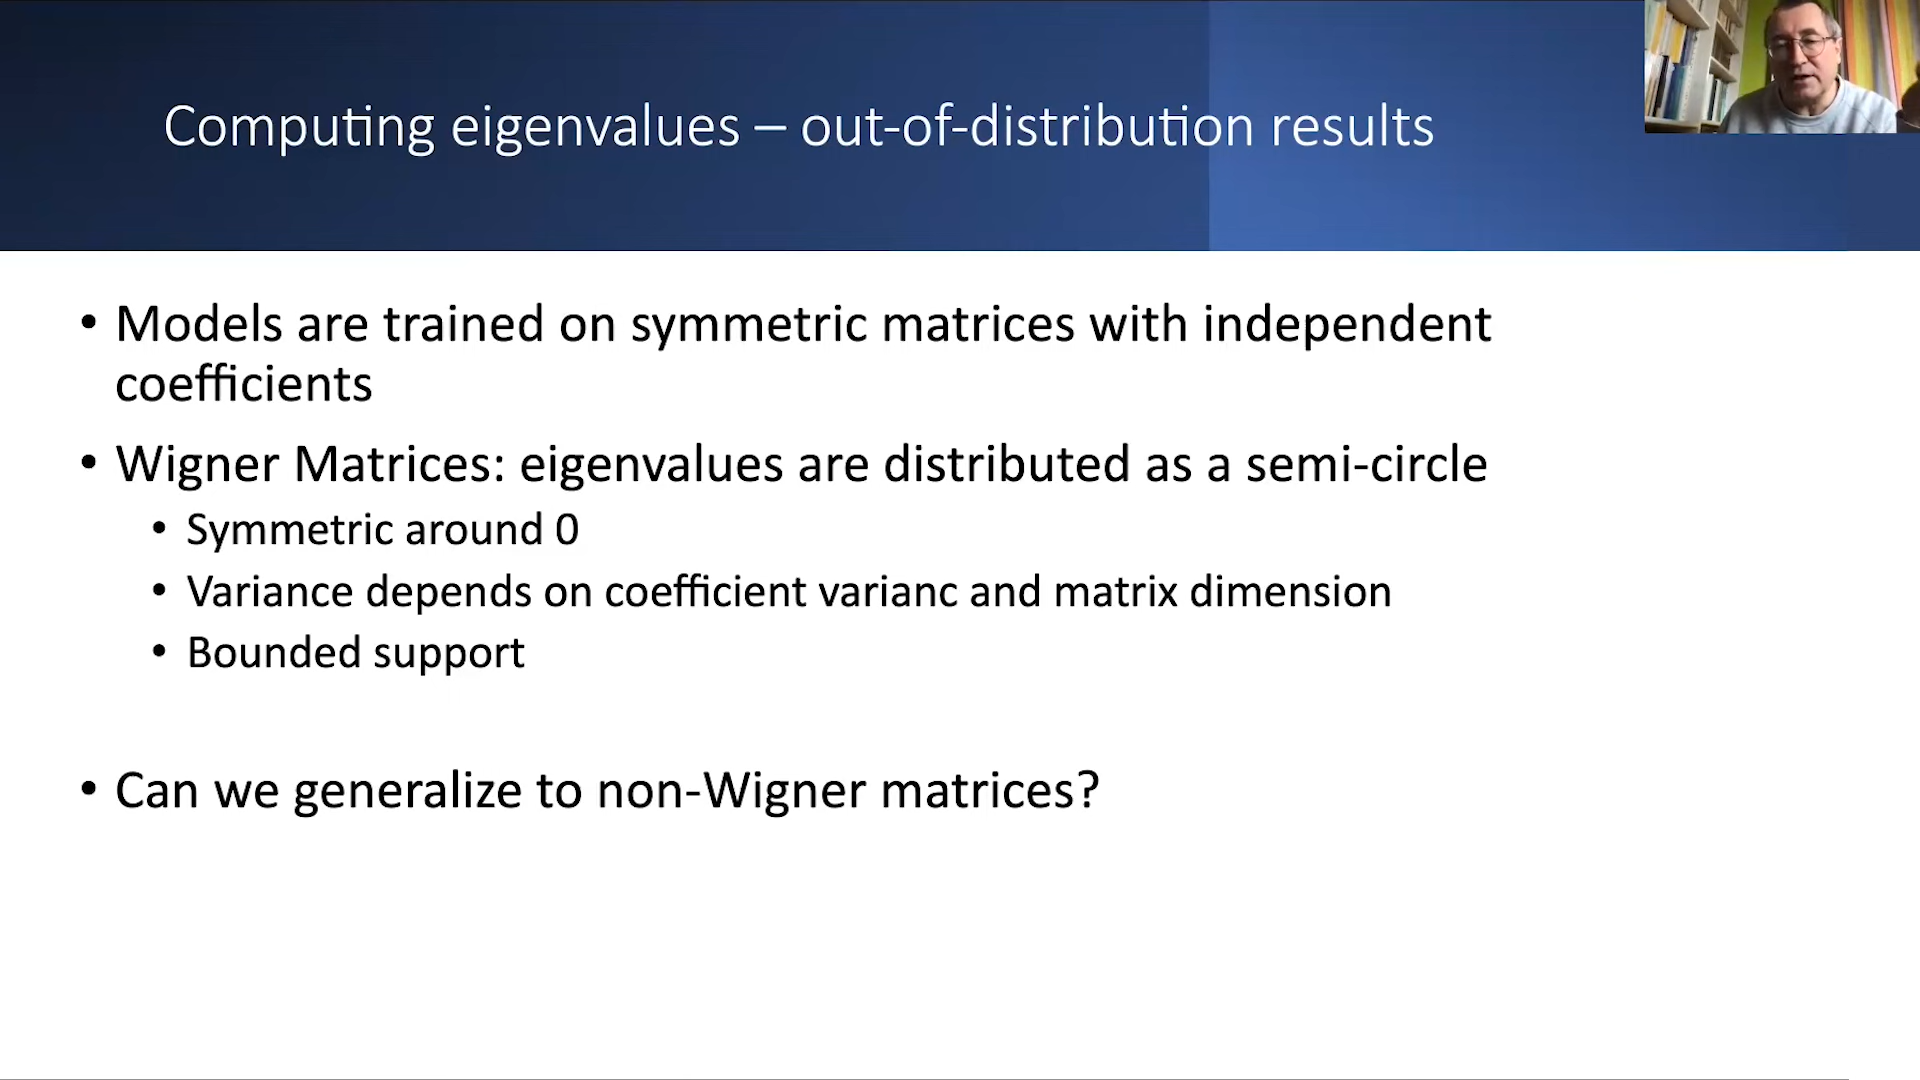 Computing eigenvalues – out-of-distribution results
• Models are trained on symmetric matrices with independent
coefficients
• Wigner Matrices: eigenvalues are distributed as a semi-circle
• Symmetric around 0
• Variance depends on coefficient varianc and matrix dimension
• Bounded support
• Can we generalize to non-Wigner matrices?